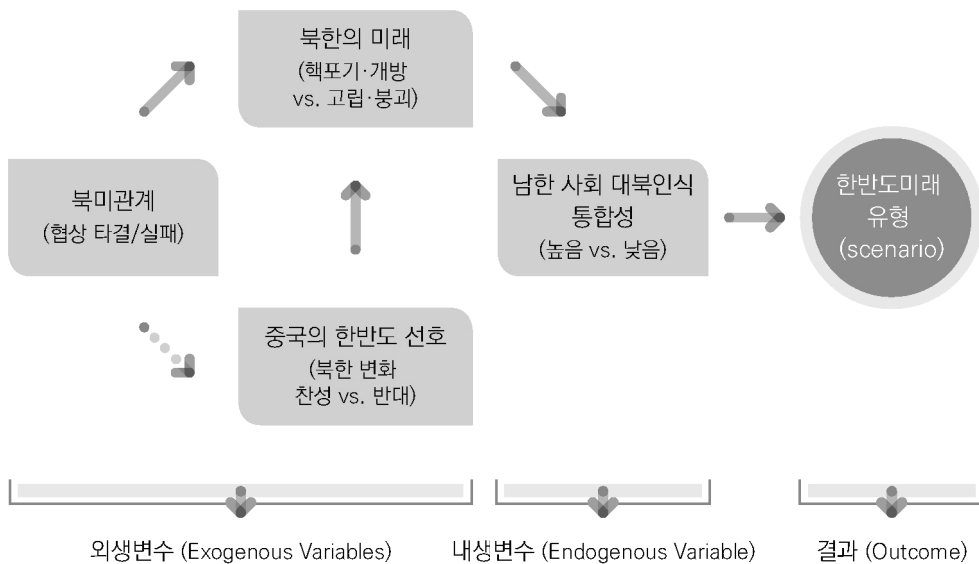 북한의 미래
(핵포기·개방
vs. 고립·붕괴)
북미관계
(협상 타결/실패)
남한 사회 대북인식
통합성
(높음 vs. 낮음)
한반도미래
유형
(scenario)
중국의 한반도 선호
(북한 변화
찬성 vs. 반대)
외생변수 (Exogenous Variables)
내생변수 (Endogenous Variable)
결과 (Outcome)